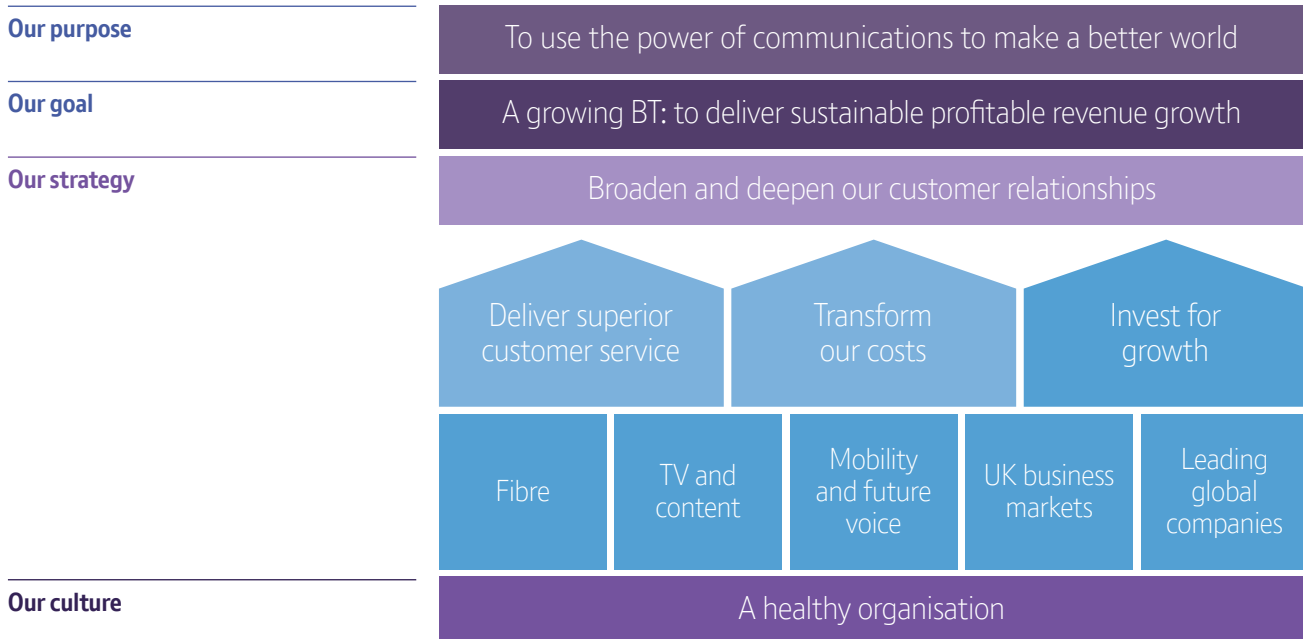 Our purpose
To use the power of communications to make a better world
Our goal
A growing BT: to deliver sustainable profitable revenue growth
Our strategy
Broaden and deepen our customer relationships
Deliver superior
customer service
Transform
our costs
Invest for
growth
Fibre
TV and
content
Mobility
and future
voice
UK business
markets
Leading
global
companies
Our culture
A healthy organisation